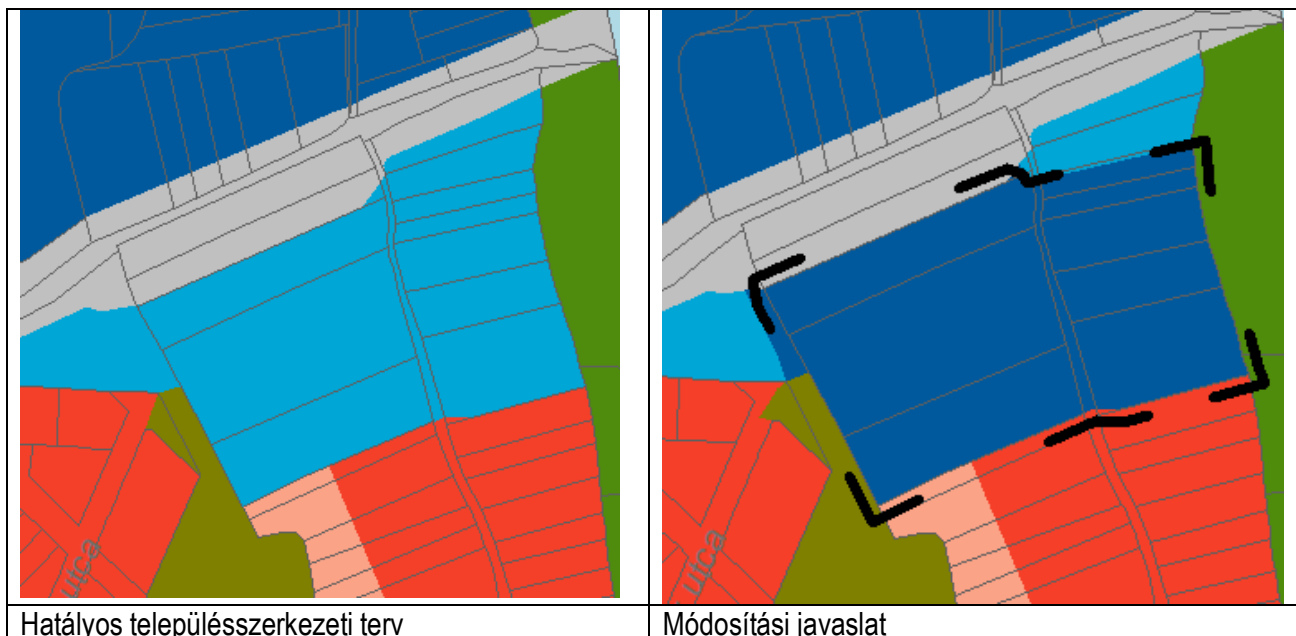 utca
utca
Hatályos településszerkezeti terv
Módosítási javaslat